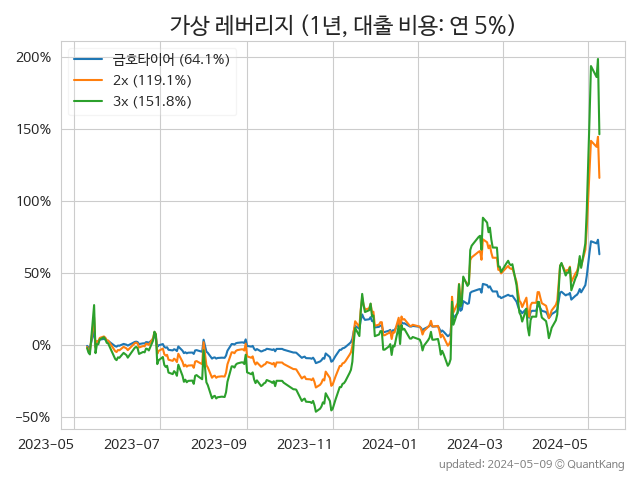 가상 레버리지 (1년, 대출 비용: 연 5%)
금호타이어 (64.1%)
2x (119.1%)
3x (151.8%)
200%
150%
100%
50%
0%
−50%
2023-05 2023-07 2023-09 2023-11 2024-01 2024-03 2024-05
updated: 2024-05-09 © QuantKang